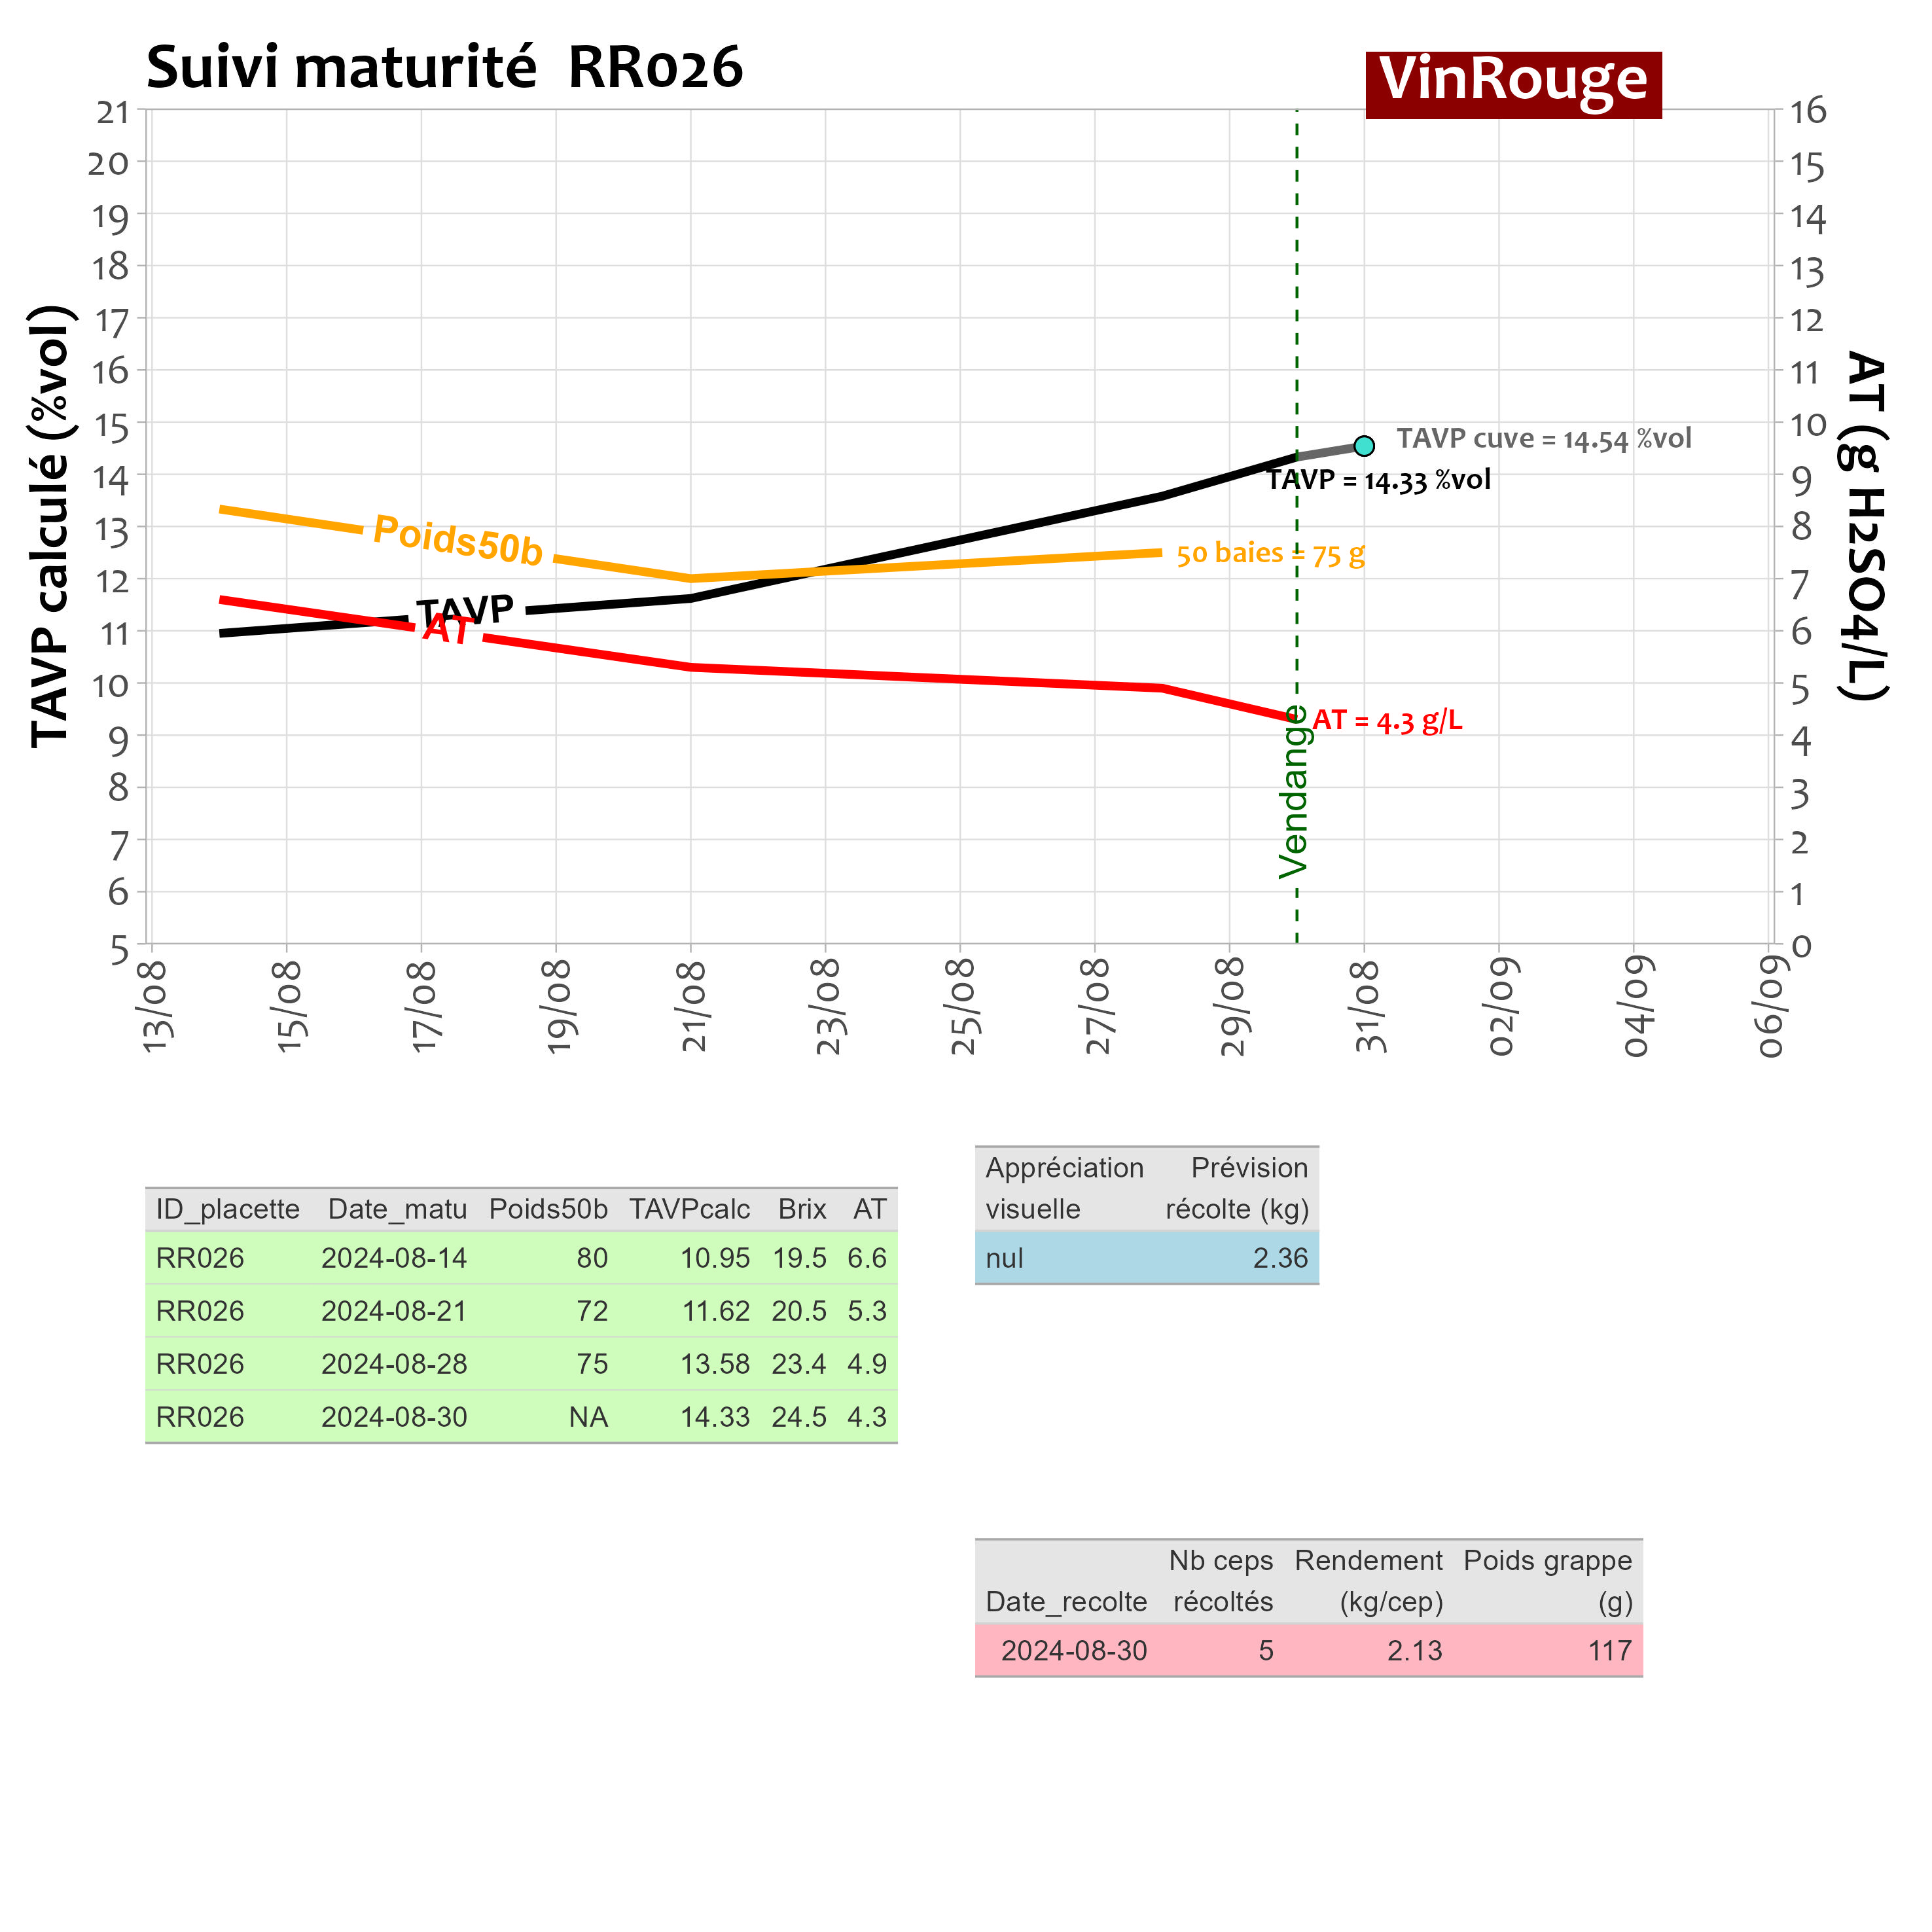 Suivi maturité  RR026
VinRouge
TAVP calculé (%vol)
21
20
19
18
17
16
15
14
13
12
11
10
9
8
7
6
5
16
15
14
13
12
11
10
9
8
7
6
5
4
3
2
1
0
AT (g H2SO4/L)
TAVP cuve = 14.54 %vol
TAVP = 14.33 %vol
Poids50b
50 baies = 75 g
TAVP
AT
AT = 4.3 g/L
Vendange
13/08
15/08
17/08
19/08
21/08
23/08
25/08
27/08
29/08
31/08
02/09
04/09
06/09
ID_placette Date_matu Poids50b TAVPcalc Brix AT
RR026 2024-08-14 80 10.95 19.5 6.6
RR026 2024-08-21 72 11.62 20.5 5.3
RR026 2024-08-28 75 13.58 23.4 4.9
RR026 2024-08-30 NA 14.33 24.5 4.3
Appréciation Prévision
visuelle récolte (kg)
nul 2.36
Nb ceps Rendement Poids grappe
Date_recolte récoltés (kg/cep) (g)
2024-08-30 5 2.13 117